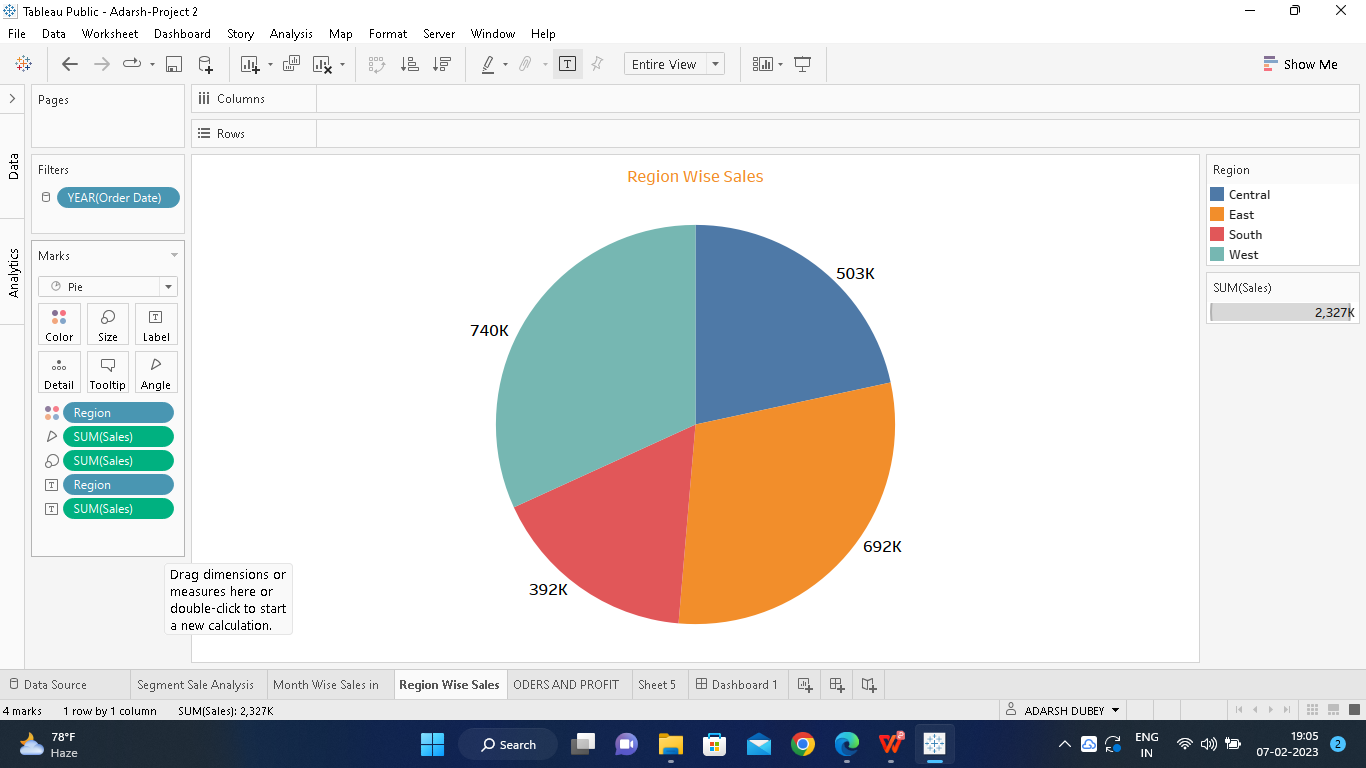 Tableau Public - Adarsh-Project 2
File Data Worksheet Dashboard Story Analysis Map Format Server Window Help
Entire View
Show Me
Pages
Columns
Rows
Data
Analytics
Filters
YEAR(Order Date)
Marks
Pie
Color Size Label
Detail Tooltip Angle
Region
SUM(Sales)
SUM(Sales)
Region
SUM(Sales)
Drag dimensions or
measures here or
double-click to start
a new calculation.
Region Wise Sales
503K
740K
692K
392K
Region
Central
East
South
West
SUM(Sales)
2,327K
Data Source Segment Sale Analysis Month Wise Sales in Region Wise Sales ODERS AND PROFIT Sheet 5 Dashboard 1
4 marks 1 row by 1 column SUM(Sales): 2,327K ADARSH DUBEY
78°F
Haze
Search
ENG
IN
19:05
07-02-2023
2